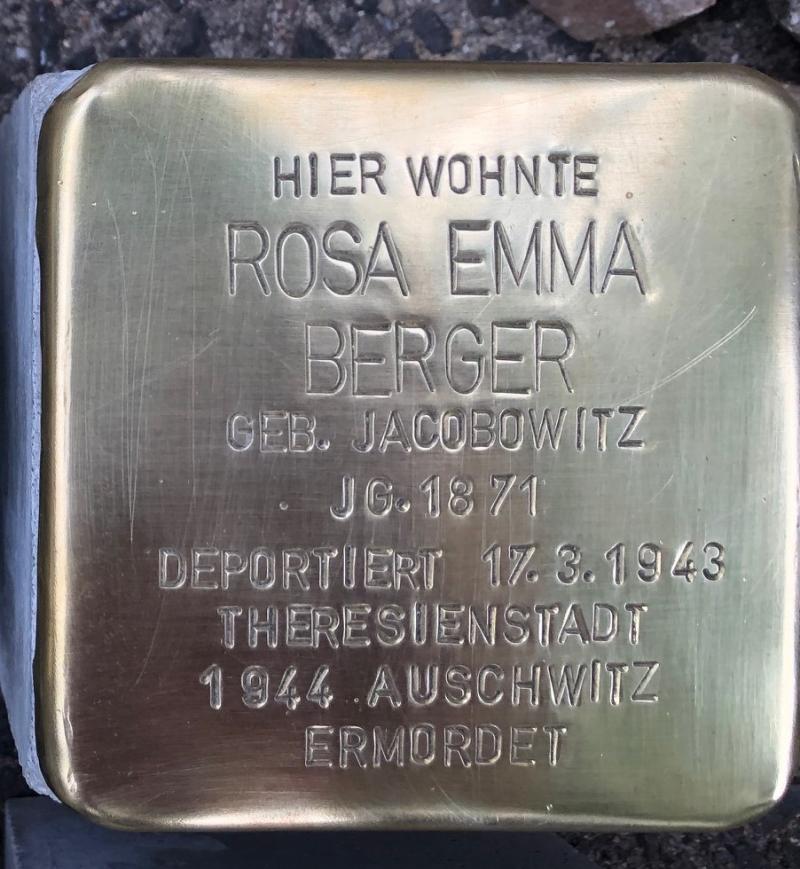 HIER WOHNTE
ROSA EMMA
BERGER
GEB. JACOBOWITZ
JG. 1871
DEPORTIERT 17.3.1943
THERESIENSTADT
1944 AUSCHWITZ
ERMORDET